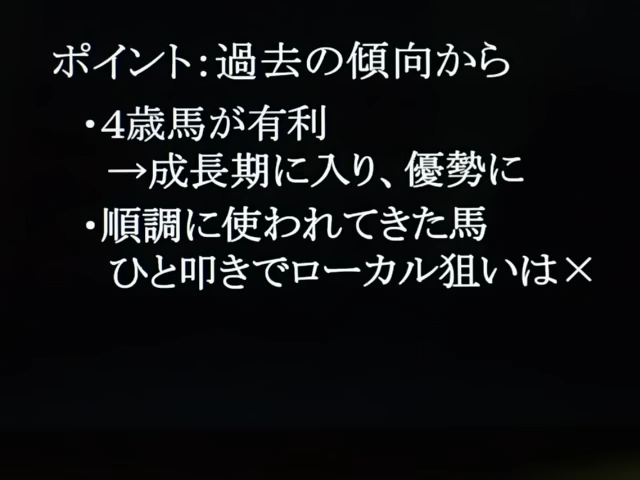 ポイント：過去の傾向から
・4歳馬が有利
→成長期に入り、優勢に
・順調に使われてきた馬
ひと叩きでローカル狙いは×